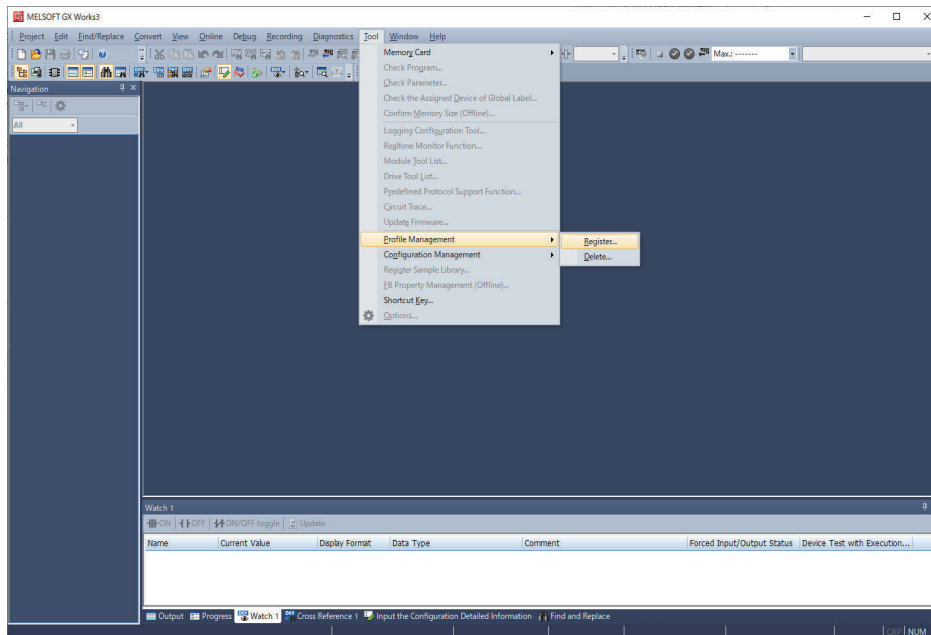 MELSOFT GX Works3
Project Edit Find/Replace Convert View Online Debug Recording Diagnostics Tool Window Help
Max.: -------
Navigation
All
Memory Card
Check Program...
Check Parameter...
Check the Assigned Device of Global Label...
Confirm Memory Size (Offline)...
Logging Configuration Tool...
Realtime Monitor Function...
Module Tool List...
Drive Tool List...
Predefined Protocol Support Function...
Circuit Trace...
Update Firmware...
Profile Management
Register...
Delete...
Configuration Management
Register Sample Library...
FB Property Management (Offline)...
Shortcut Key...
Options...
Watch 1
ON OFF ON/OFF toggle Update
Name Current Value Display Format Data Type Comment Forced Input/Output Status Device Test with Execution...
Output Progress Watch 1 Cross Reference 1 Input the Configuration Detailed Information Find and Replace
CAP NUM